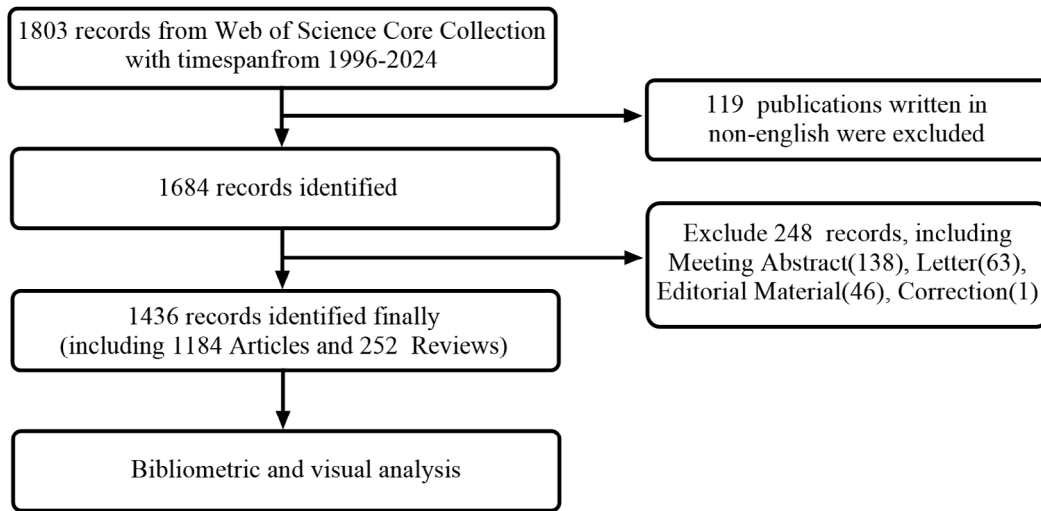 1803 records from Web of Science Core Collection
with timespanfrom 1996-2024
119 publications written in
non-english were excluded
1684 records identified
Exclude 248 records, including
Meeting Abstract(138), Letter(63),
Editorial Material(46), Correction(1)
1436 records identified finally
(including 1184 Articles and 252 Reviews)
Bibliometric and visual analysis